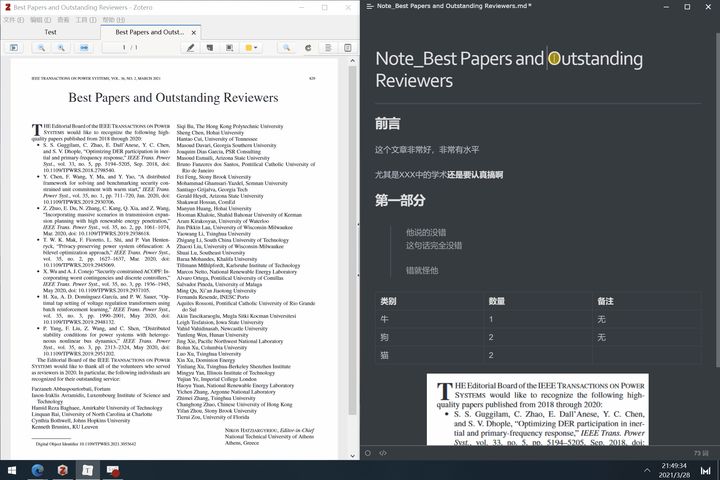 Best Papers and Outstanding Reviewers - Zotero
文件(F) 编辑(E) 查看 工具(T) 帮助(H)
Test
Best Papers and Outst...
1 / 1
IEEE TRANSACTIONS ON POWER SYSTEMS, VOL. 36, NO. 2, MARCH 2021
829
Best Papers and Outstanding Reviewers
THE Editorial Board of the IEEE TRANSACTIONS ON POWER
SYSTEMS would like to recognize the following high-
quality papers published from 2018 through 2020:
• S. S. Guggilam, C. Zhao, E. Dall'Anese, Y. C. Chen,
and S. V. Dhople, "Optimizing DER participation in iner-
tial and primary-frequency response," IEEE Trans. Power
Syst., vol. 33, no. 5, pp. 5194–5205, Sep. 2018, doi:
10.1109/TPWRS.2018.2798540.
• Y. Chen, F. Wang, Y. Ma, and Y. Yao, "A distributed
framework for solving and benchmarking security con-
strained unit commitment with warm start," IEEE Trans.
Power Syst., vol. 35, no. 1, pp. 711–720, Jan. 2020, doi:
10.1109/TPWRS.2019.2930706.
• Z. Zhuo, E. Du, N. Zhang, C. Kang, Q. Xia, and Z. Wang,
"Incorporating massive scenarios in transmission expan-
sion planning with high renewable energy penetration,"
IEEE Trans. Power Syst., vol. 35, no. 2, pp. 1061–1074,
Mar. 2020, doi: 10.1109/TPWRS.2019.2938618.
• T. W. K. Mak, F. Fioretto, L. Shi, and P. Van Henten-
ryck, "Privacy-preserving power system obfuscation: A
bilevel optimization approach," IEEE Trans. Power Syst.,
vol. 35, no. 2, pp. 1627–1637, Mar. 2020, doi:
10.1109/TPWRS.2019.2945069.
• X. Wu and A. J. Conejo "Security-constrained ACOPF: In-
corporating worst contingencies and discrete controllers,"
IEEE Trans. Power Syst., vol. 35, no. 3, pp. 1936–1945,
May 2020, doi: 10.1109/TPWRS.2019.2937105.
• H. Xu, A. D. Domínguez-García, and P. W. Sauer, "Op-
timal tap setting of voltage regulation transformers using
batch reinforcement learning," IEEE Trans. Power
Syst., vol. 35, no. 3, pp. 1990–2001, May 2020, doi:
10.1109/TPWRS.2019.2948132.
• P. Yang, F. Liu, Z. Wang, and C. Shen, "Distributed
stability conditions for power systems with heteroge-
neous nonlinear bus dynamics," IEEE Trans. Power
Syst., vol. 35, no. 3, pp. 2313–2324, May 2020, doi:
10.1109/TPWRS.2019.2951202.
The Editorial Board of the IEEE TRANSACTIONS ON POWER
SYSTEMS would like to thank all of the volunteers who served
as reviewers in 2020. In particular, the following individuals are
recognized for their outstanding service:
Farzaneh Abbaspourtorbati, Fortum
Jason-Iraklis Avramidis, Luxembourg Institute of Science and
Technology
Hamid Reza Baghaee, Amirkabir University of Technology
Linquan Bai, University of North Carolina at Charlotte
Cynthia Bothwell, Johns Hopkins University
Kenneth Bruninx, KU Leuven
Digital Object Identifier 10.1109/TPWRS.2021.3053642
Siqi Bu, The Hong Kong Polytechnic University
Sheng Chen, Hohai University
Hantao Cui, University of Tennessee
Masoud Davari, Georgia Southern University
Joaquim Dias Garcia, PSR Consulting
Masoud Esmaili, Arizona State University
Bruno Fanzeres dos Santos, Pontifical Catholic University of
Rio de Janeiro
Fei Feng, Stony Brook University
Mohammad Ghamsari-Yazdel, Semnan University
Santiago Grijalva, Georgia Tech
Gerald Heydt, Arizona State University
Shakawat Hossan, ComEd
Maoyun Huang, Hohai University
Hooman Khaloie, Shahid Bahonar University of Kerman
Aram Kirakosyan, University of Waterloo
Jun Pikkin Lau, University of Wisconsin-Milwaukee
Yaowang Li, Tsinghua University
Zhigang Li, South China University of Technology
Zhaoxi Liu, University of Wisconsin-Milwaukee
Shuai Lu, Southeast University
Barna Mohandes, Khalifa University
Tillmann Mühlpfordt, Karlsruhe Institute of Technology
Marcos Netto, National Renewable Energy Laboratory
Alvaro Ortega, Pontifical University of Comillas
Salvador Pineda, University of Malaga
Ming Qu, Xi'an Jiaotong University
Fernanda Resende, INESC Porto
Aquiles Rossoni, Pontifical Catholic University of Rio Grande
do Sul
Akin Tascikaraoglu, Mugla Sitki Kocman Universitesi
Leigh Tesfatsion, Iowa State University
Vahid Vahidinasab, Newcastle University
Yunfeng Wen, Hunan University
Jing Xie, Pacific Northwest National Laboratory
Bolun Xu, Columbia University
Luo Xu, Tsinghua University
Xin Xu, Dominion Energy
Yinliang Xu, Tsinghua-Berkeley Shenzhen Institute
Mingyu Yan, Illinois Institute of Technology
Yujian Ye, Imperial College London
Haoyu Yuan, National Renewable Energy Laboratory
Yichen Zhang, Argonne National Laboratory
Zhimei Zhang, Tsinghua University
Changhong Zhao, Chinese University of Hong Kong
Yifan Zhou, Stony Brook University
Tierui Zou, University of Florida
NIKOS HATZIARGYRIOU, Editor-in-Chief
National Technical University of Athens
Athens, Greece
Note_Best Papers and Outstanding Reviewers.md*
Note_Best Papers and Outstanding
Reviewers
前言
这个文章非常好，非常有水平
尤其是XXX中的学术还是要认真搞啊
第一部分
他说的没错
这句话完全没错
错就怪他
类别 数量 备注
牛 1 无
狗 2 无
猫 2
THE Editorial Board of the IEEE TRANSACTIONS ON POWER
SYSTEMS would like to recognize the following high-
quality papers published from 2018 through 2020:
• S. S. Guggilam, C. Zhao, E. Dall'Anese, Y. C. Chen,
and S. V. Dhople, "Optimizing DER participation in iner-
tial and primary-frequency response," IEEE Trans. Power
Syst., vol. 33, no. 5, pp. 5194–5205, Sep. 2018, doi:
</> 73 词
21:49:34
2021/3/28